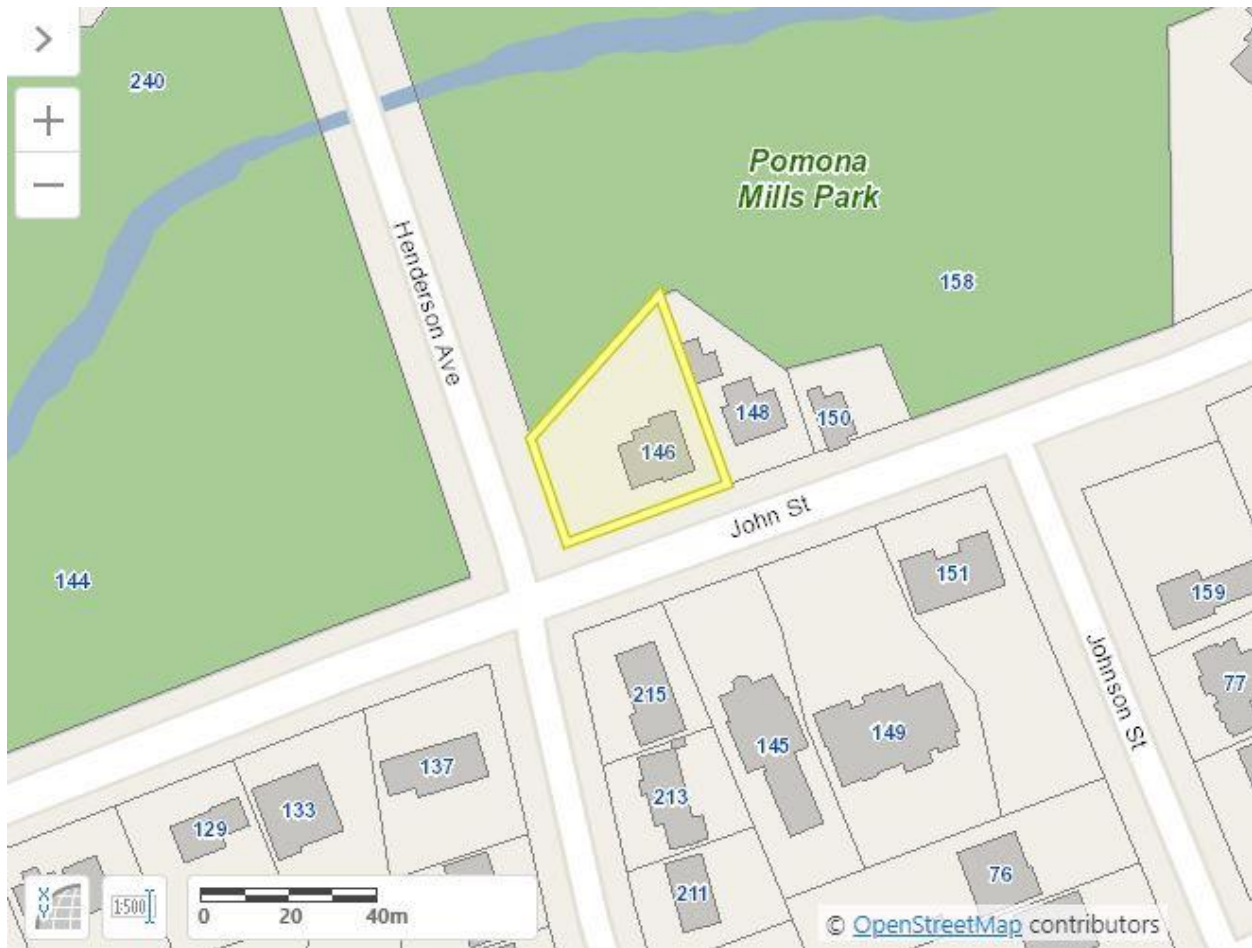 240
Pomona
Mills Park
Henderson Ave
158
148
150
146
John St
144
151
159
Johnson St
215
77
145
149
137
213
133
129
76
211
X
Y
1:500
0 20 40m
© OpenStreetMap contributors